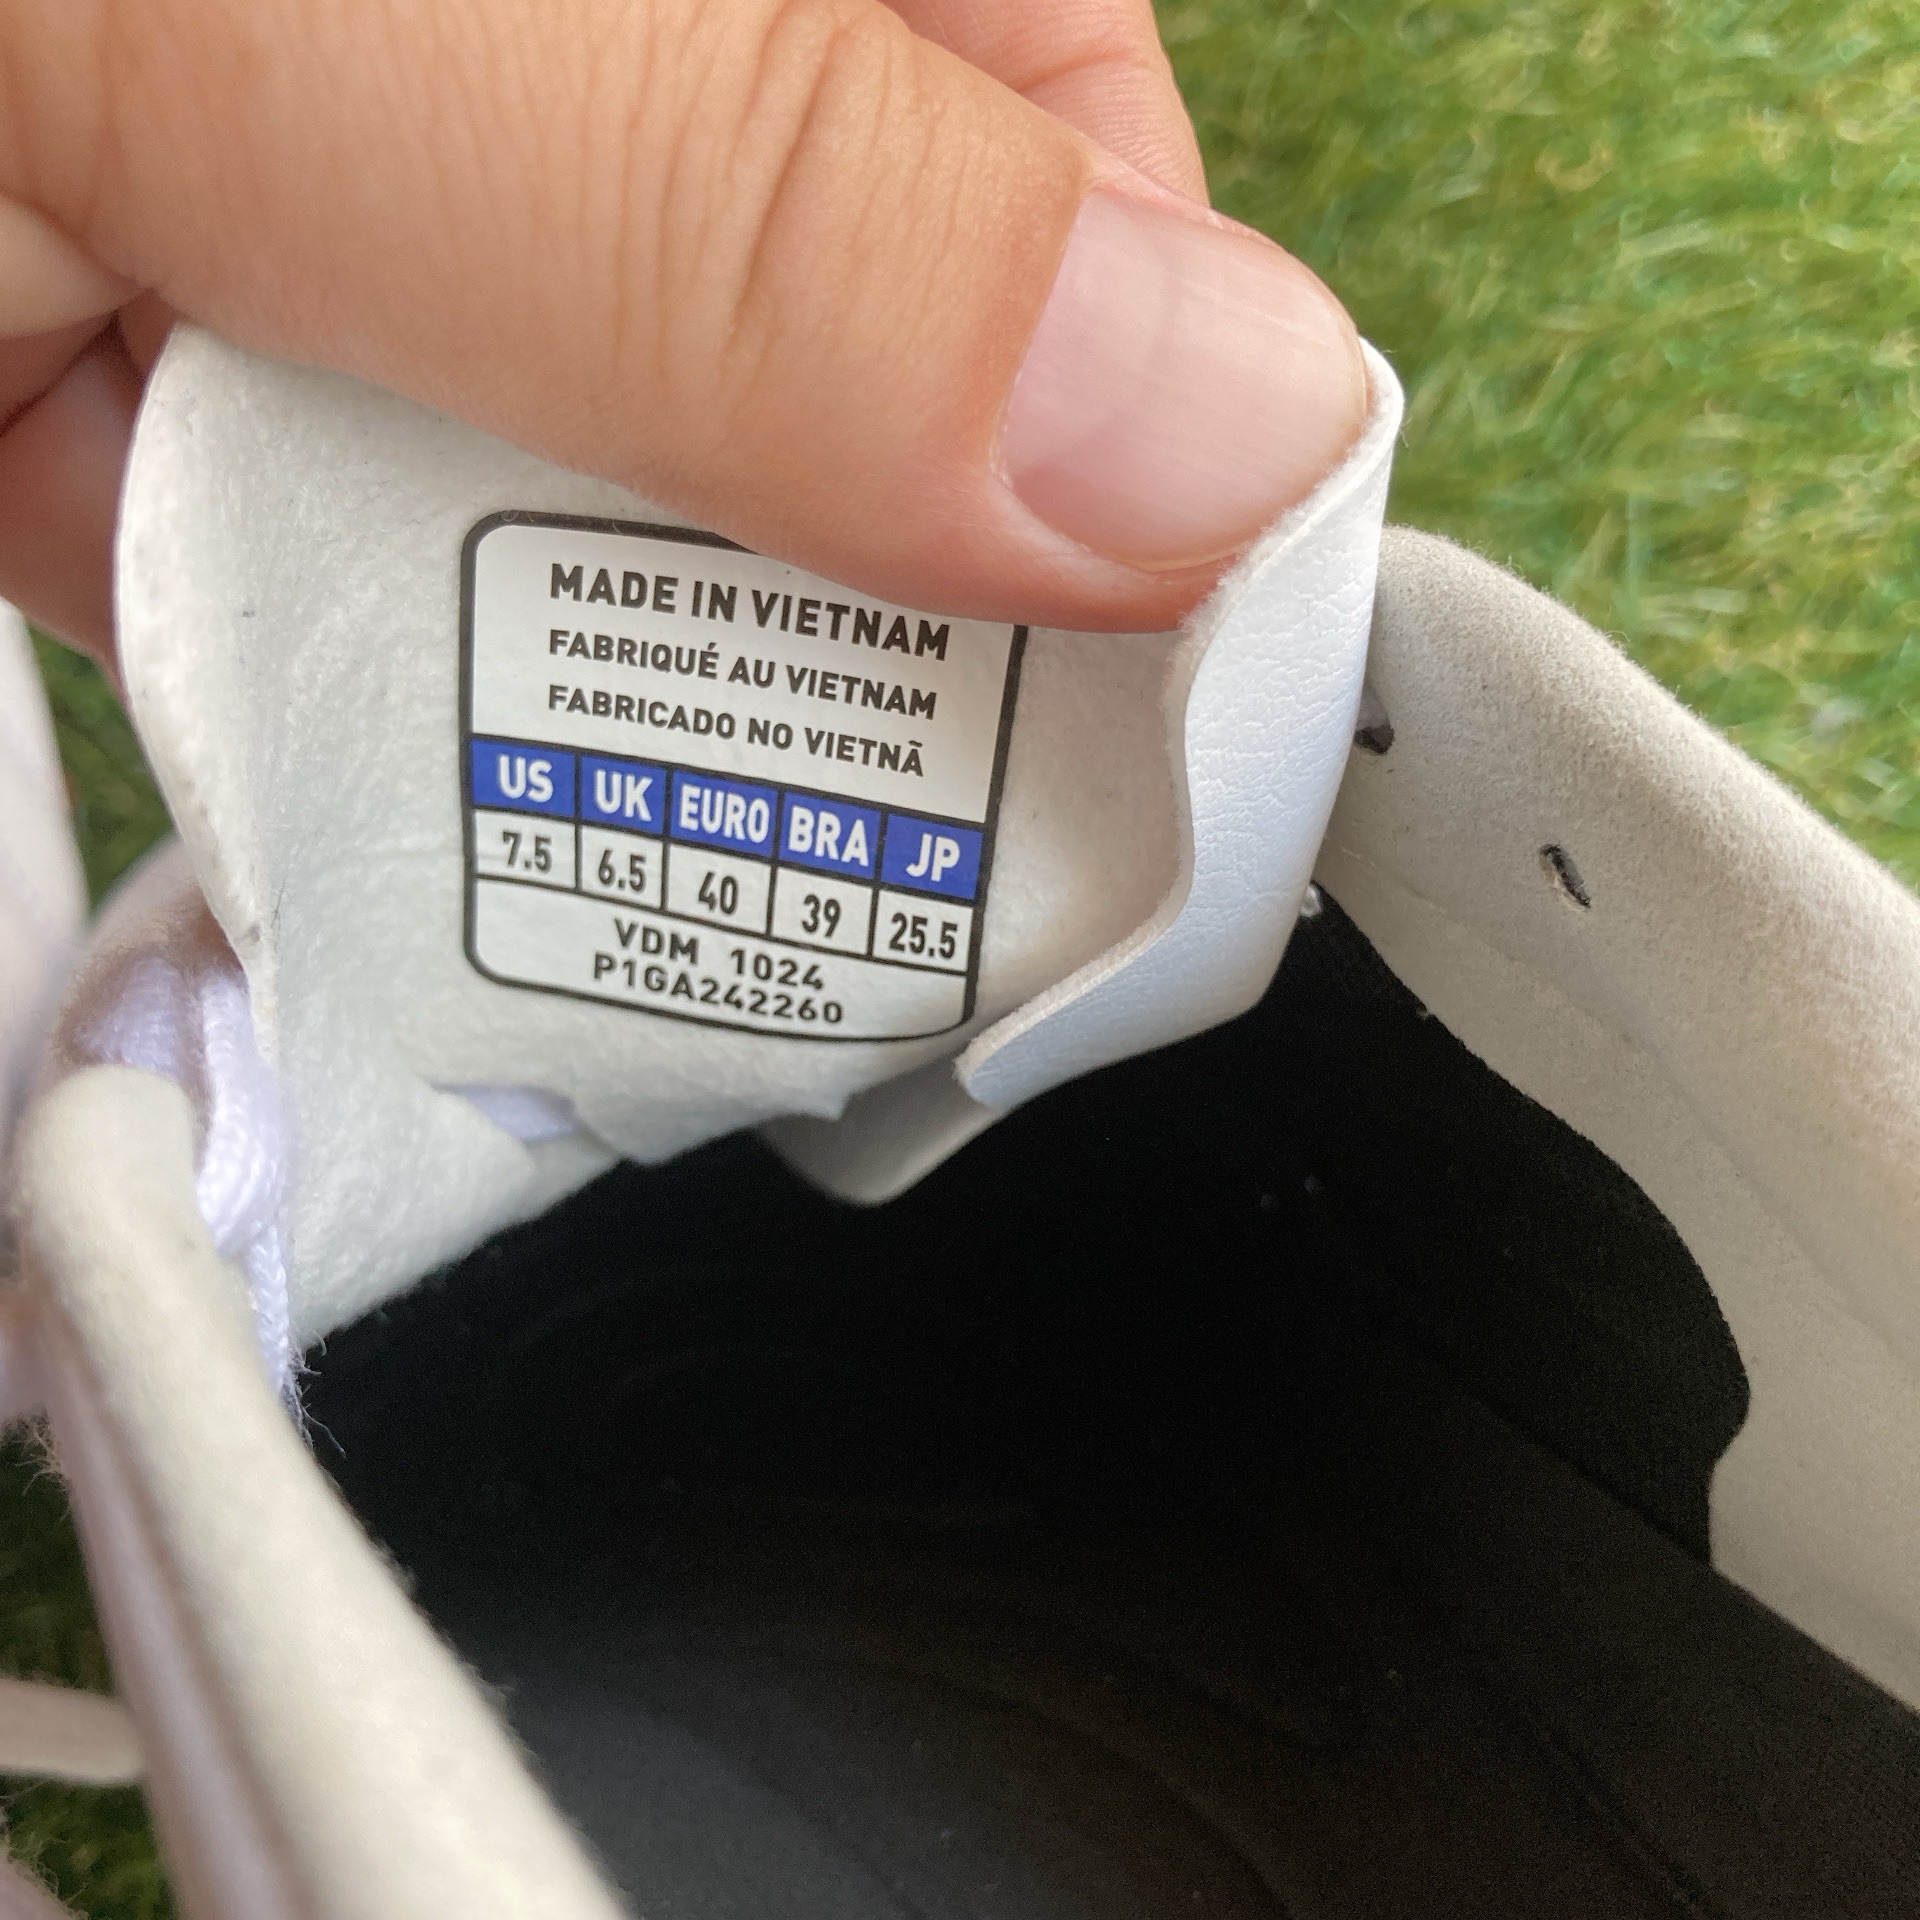 MADE IN VIETNAM
FABRIQUÉ AU VIETNAM
FABRICADO NO VIETNÃ
US UK EURO BRA JP
7.5 6.5 40 39 25.5
VDM 1024
P1GA242260